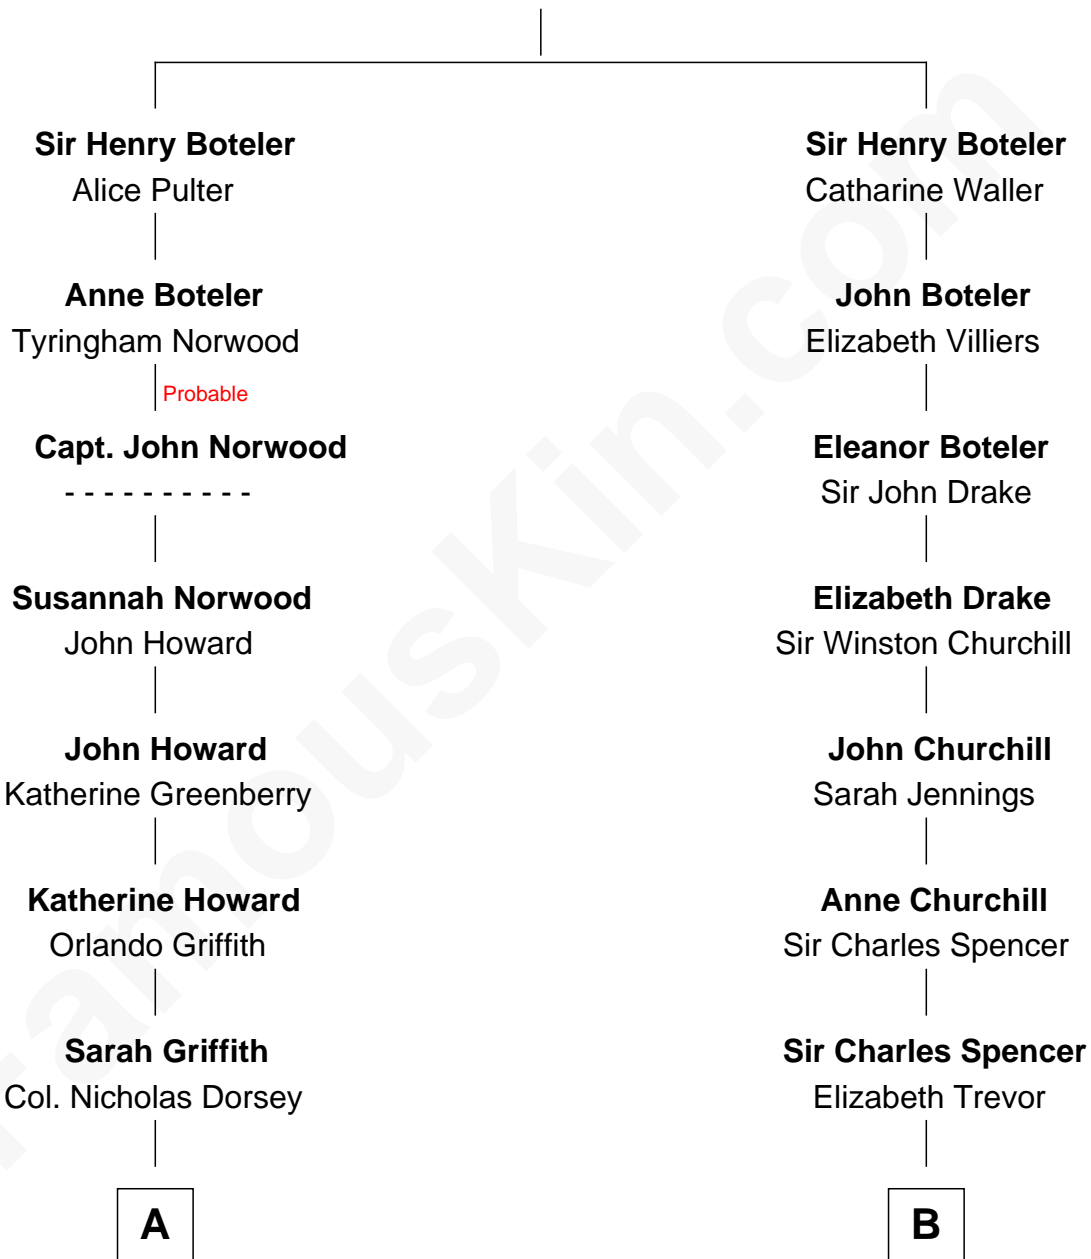 Sir Henry Boteler
Alice Pulter
Anne Boteler
Tyringham Norwood
Probable
Capt. John Norwood
- - - - - - - - - -
Susannah Norwood
John Howard
John Howard
Katherine Greenberry
Katherine Howard
Orlando Griffith
Sarah Griffith
Col. Nicholas Dorsey
A
Sir Henry Boteler
Catharine Waller
John Boteler
Elizabeth Villiers
Eleanor Boteler
Sir John Drake
Elizabeth Drake
Sir Winston Churchill
John Churchill
Sarah Jennings
Anne Churchill
Sir Charles Spencer
Sir Charles Spencer
Elizabeth Trevor
B
FamousKin.com